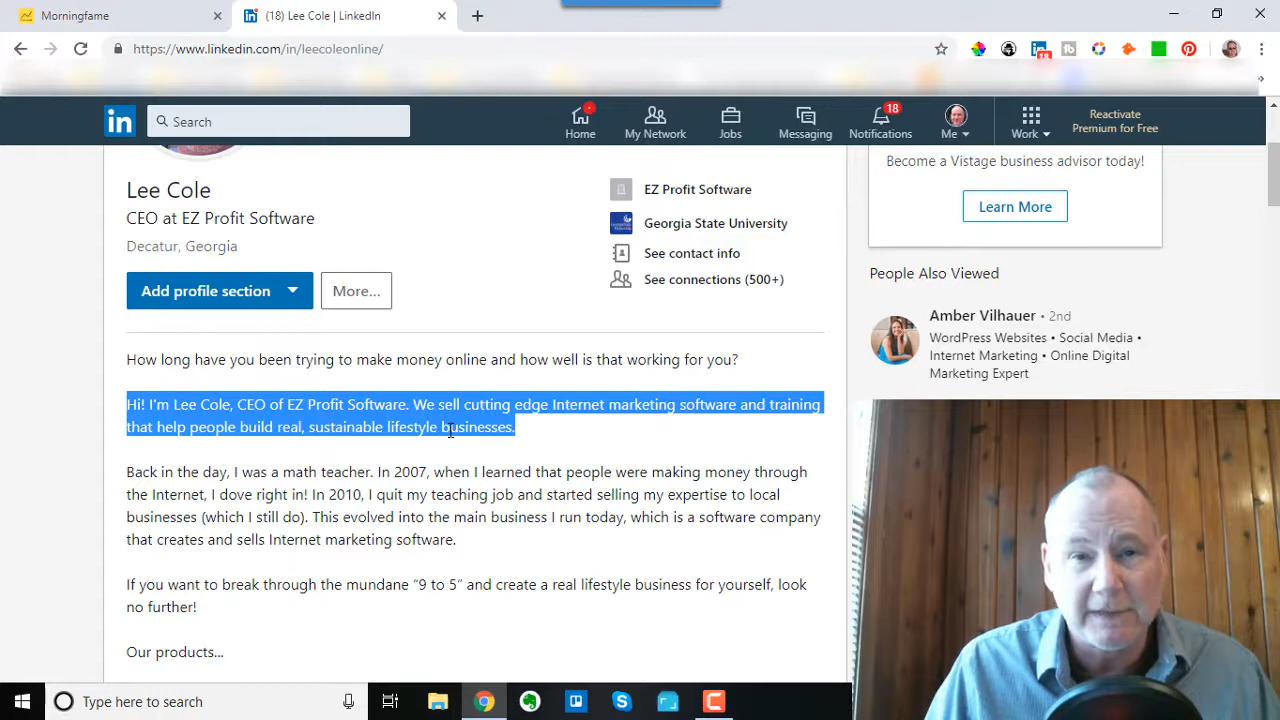 Morningfame
(18) Lee Cole | LinkedIn
https://www.linkedin.com/in/leecoleonline/
18
in
Search
Home
My Network
Jobs
Messaging
18
Notifications
Me
Work
Reactivate
Premium for Free
Lee Cole
CEO at EZ Profit Software
Decatur, Georgia
Add profile section
More...
EZ Profit Software
Georgia State University
See contact info
See connections (500+)
Become a Vistage business advisor today!
Learn More
People Also Viewed
Amber Vilhauer • 2nd
WordPress Websites • Social Media •
Internet Marketing • Online Digital
Marketing Expert
How long have you been trying to make money online and how well is that working for you?
Hi! I'm Lee Cole, CEO of EZ Profit Software. We sell cutting edge Internet marketing software and training
that help people build real, sustainable lifestyle businesses.
Back in the day, I was a math teacher. In 2007, when I learned that people were making money through
the Internet, I dove right in! In 2010, I quit my teaching job and started selling my expertise to local
businesses (which I still do). This evolved into the main business I run today, which is a software company
that creates and sells Internet marketing software.
If you want to break through the mundane “9 to 5” and create a real lifestyle business for yourself, look
no further!
Our products...
Type here to search